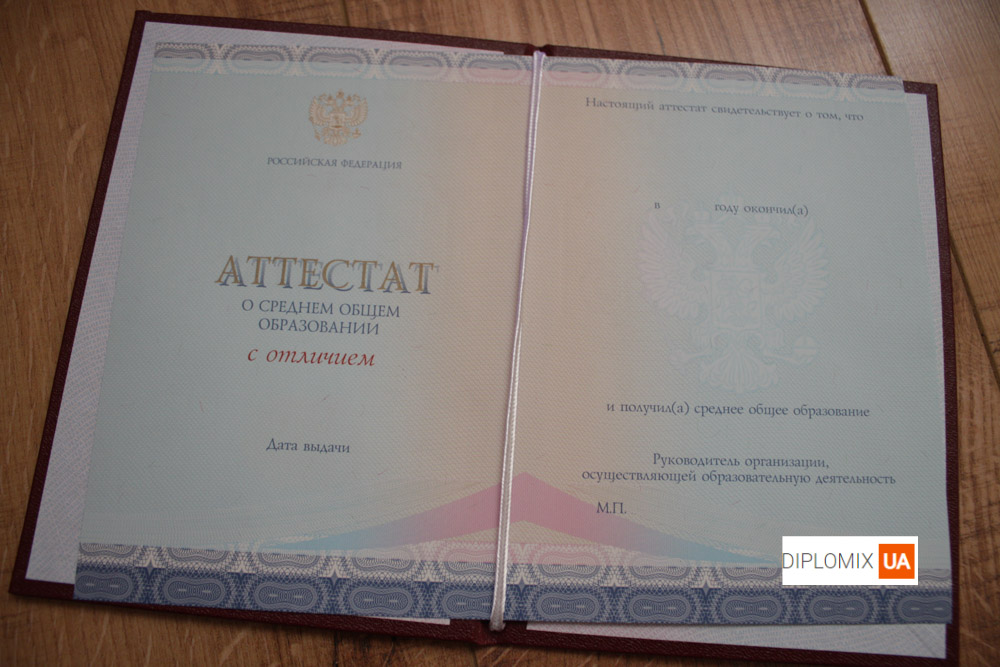 РОССИЙСКАЯ ФЕДЕРАЦИЯ
АТТЕСТАТ
О СРЕДНЕМ ОБЩЕМ
ОБРАЗОВАНИИ
с отличием
Дата выдачи
Настоящий аттестат свидетельствует о том, что
в году окончил(а)
и получил(а) среднее общее образование
Руководитель организации,
осуществляющей образовательную деятельность
М.П.
DIPLOMIX UA